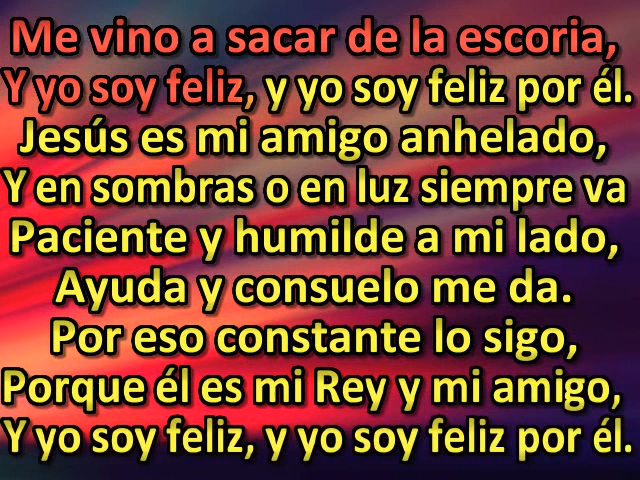 Me vino a sacar de la escoria,
Y yo soy feliz, y yo soy feliz por él.
Jesús es mi amigo anhelado,
Y en sombras o en luz siempre va
Paciente y humilde a mi lado,
Ayuda y consuelo me da.
Por eso constante lo sigo,
Porque él es mi Rey y mi amigo,
Y yo soy feliz, y yo soy feliz por él.